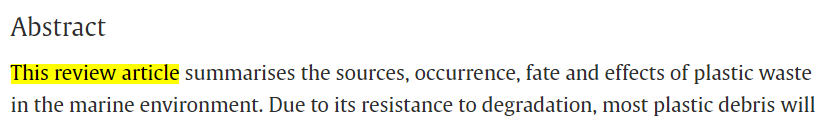 Abstract
This review article summarises the sources, occurrence, fate and effects of plastic waste
in the marine environment. Due to its resistance to degradation, most plastic debris will